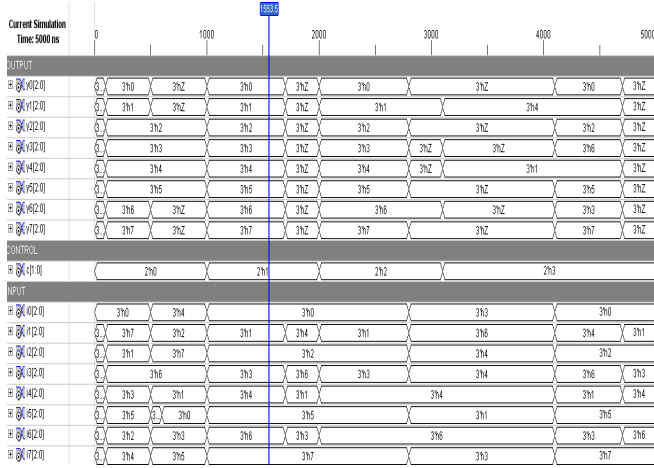 1553.5
Current Simulation
Time: 5000 ns
0 1000 2000 3000 4000 5000
OUTPUT
y0[2:0] 3... 3'h0 3'hZ 3'h0 3'hZ 3'h0 3'hZ 3'h0 3'hZ
y1[2:0] 3... 3'h1 3'hZ 3'h1 3'hZ 3'h1 3'h4 3'hZ
y2[2:0] 3'h2 3'h2 3'hZ 3'h2 3'hZ 3'h2 3'hZ
y3[2:0] 3'h3 3'h3 3'hZ 3'h3 3'hZ 3'hZ 3'h6 3'hZ
y4[2:0] 3'h4 3'h4 3'hZ 3'h4 3'hZ 3'h1 3'hZ
y5[2:0] 3'h5 3'h5 3'hZ 3'h5 3'hZ 3'h5 3'hZ
y6[2:0] 3... 3'h6 3'hZ 3'h6 3'hZ 3'h6 3'hZ 3'h3 3'hZ
y7[2:0] 3... 3'h7 3'hZ 3'h7 3'hZ 3'h7 3'hZ 3'h7 3'hZ
CONTROL
c[1:0] 2'h0 2'h1 2'h2 2'h3
NPUT
i0[2:0] 3'h0 3'h4 3'h0 3'h3 3'h0
i1[2:0] 3... 3'h7 3'h2 3'h1 3'h4 3'h1 3'h6 3'h4 3'h1
i2[2:0] 3... 3'h1 3'h7 3'h2 3'h4 3'h2
i3[2:0] 3... 3'h6 3'h3 3'h6 3'h3 3'h4 3'h6 3'h3
i4[2:0] 3... 3'h3 3'h1 3'h4 3'h1 3'h4 3'h1 3'h4
i5[2:0] 3... 3'h5 3... 3'h0 3'h5 3'h1 3'h5
i6[2:0] 3... 3'h2 3'h3 3'h6 3'h3 3'h6 3'h3 3'h6
i7[2:0] 3... 3'h4 3'h5 3'h7 3'h3 3'h7